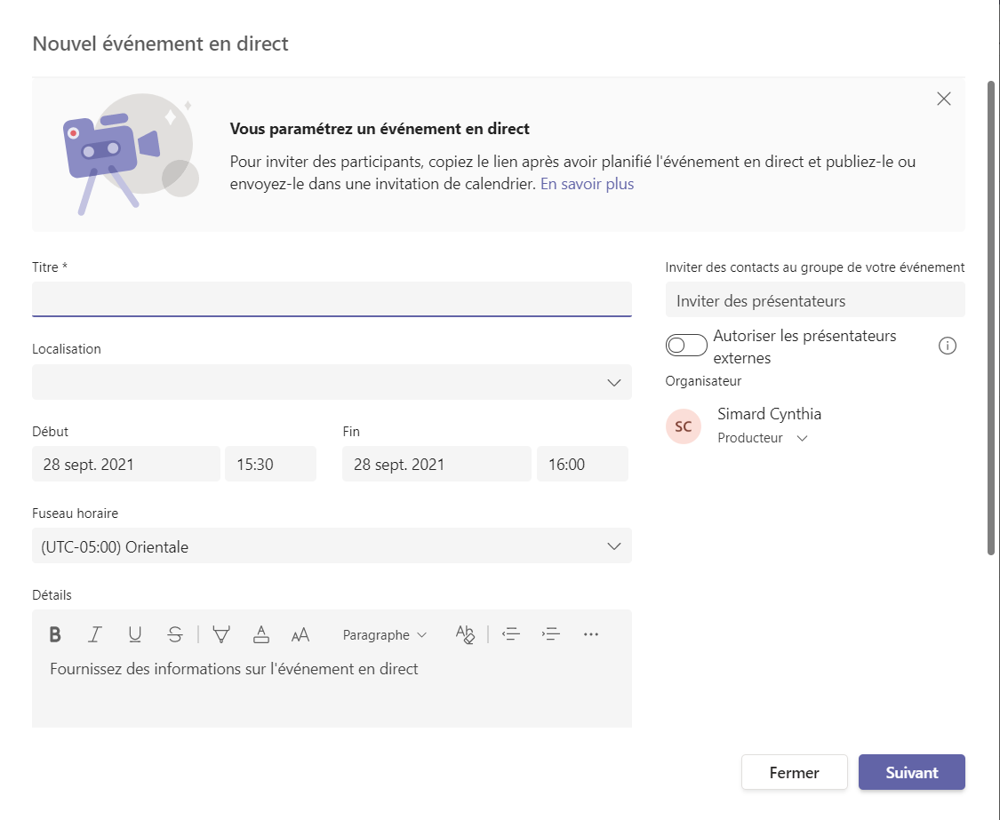 Nouvel événement en direct
Vous paramétrez un événement en direct
Pour inviter des participants, copiez le lien après avoir planifié l'événement en direct et publiez-le ou
envoyez-le dans une invitation de calendrier. En savoir plus
Titre *
Localisation
Début
Fin
28 sept. 2021
15:30
28 sept. 2021
16:00
Fuseau horaire
(UTC-05:00) Orientale
Détails
B I U S A AA Paragraphe Ab
Fournissez des informations sur l'événement en direct
Inviter des contacts au groupe de votre événement
Inviter des présentateurs
Autoriser les présentateurs
externes
Organisateur
SC
Simard Cynthia
Producteur
Fermer
Suivant